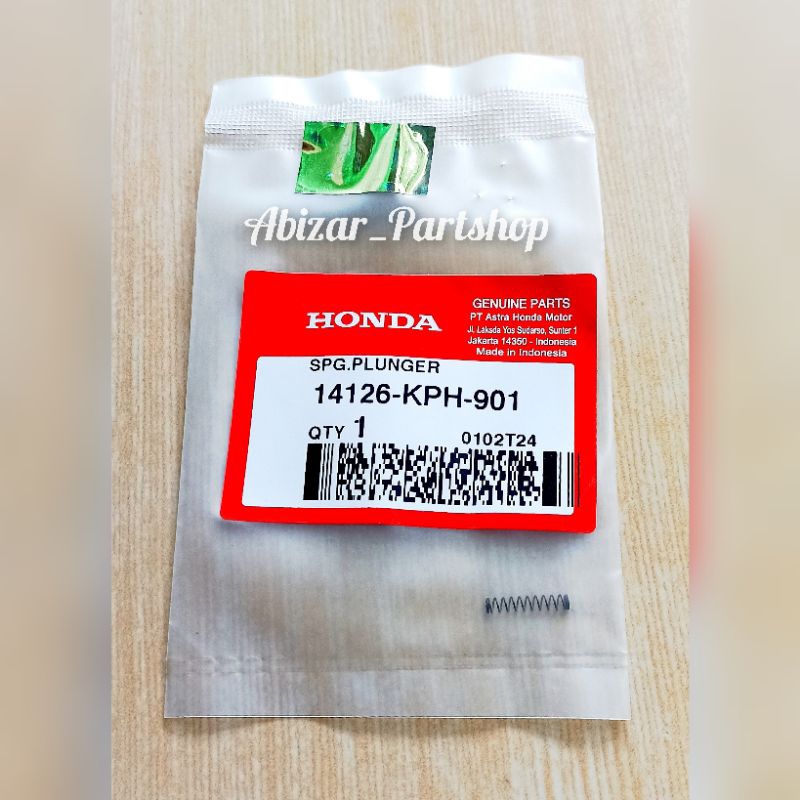 Abizar_Partshop
HONDA
GENUINE PARTS
PT Astra Honda Motor
Jl. Laksda Yos Sudarso, Sunter 1
Jakarta 14350 - Indonesia
Made in Indonesia
SPG.PLUNGER
14126-KPH-901
QTY 1 0102T24